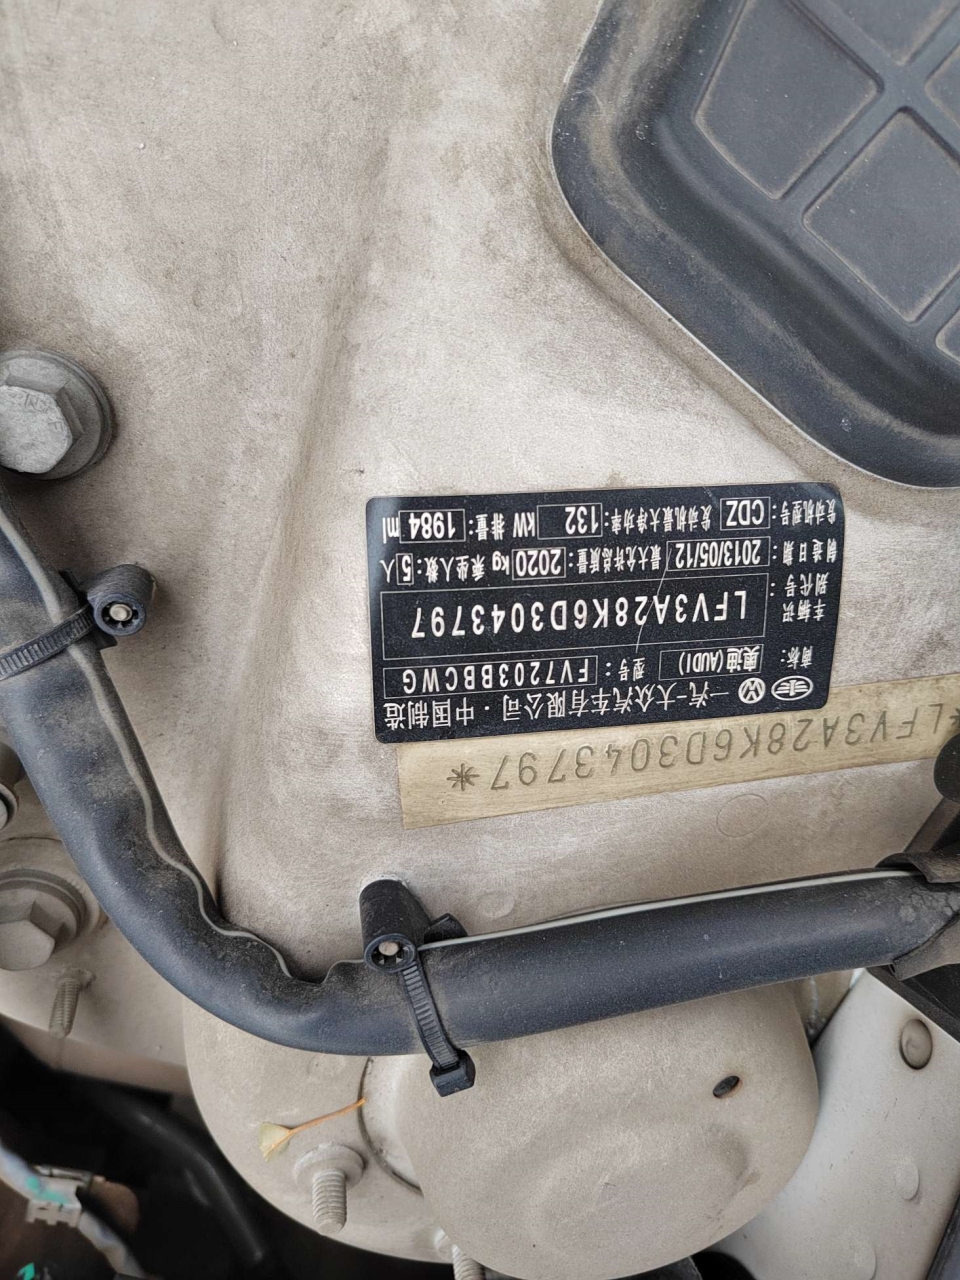 中国制造·一汽-大众汽车有限公司
商标: 奥迪(AUDI) 型号: FV7203BBCWG
车辆识别代号: LFV3A28K6D3043797
制造日期: 2013/05/12 最大允许总质量: 2020 kg 乘坐人数: 5 人
发动机型号: CDZ 发动机最大净功率: 132 kW 排量: 1984 ml
*LFV3A28K6D3043797*